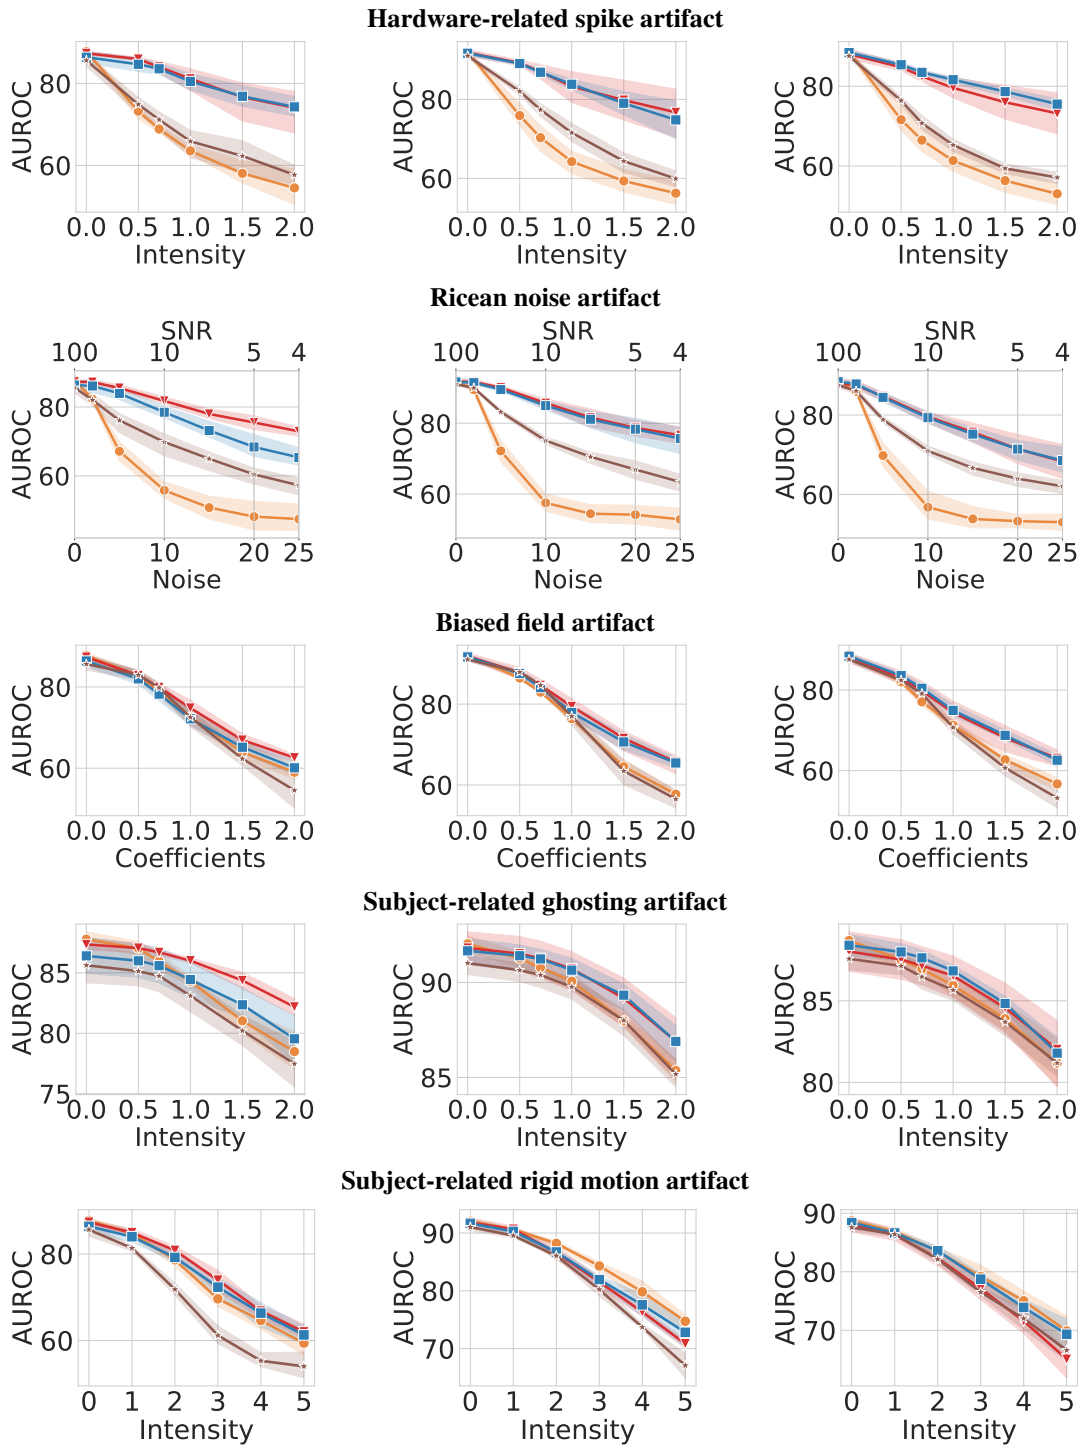 Hardware-related spike artifact
AUROC 80 60 AUROC 80 60 AUROC 80 60
0.0 0.5 1.0 1.5 2.0 0.0 0.5 1.0 1.5 2.0 0.0 0.5 1.0 1.5 2.0
Intensity Intensity Intensity
Ricean noise artifact
SNR SNR SNR
100 10 5 4 100 10 5 4 100 10 5 4
AUROC 80 60 AUROC 80 60 AUROC 80 60
0 10 20 25 0 10 20 25 0 10 20 25
Noise Noise Noise
Biased field artifact
AUROC 80 60 AUROC 80 60 AUROC 80 60
0.0 0.5 1.0 1.5 2.0 0.0 0.5 1.0 1.5 2.0 0.0 0.5 1.0 1.5 2.0
Coefficients Coefficients Coefficients
Subject-related ghosting artifact
AUROC 85 80 75 AUROC 90 85 AUROC 85 80
0.0 0.5 1.0 1.5 2.0 0.0 0.5 1.0 1.5 2.0 0.0 0.5 1.0 1.5 2.0
Intensity Intensity Intensity
Subject-related rigid motion artifact
AUROC 80 60 AUROC 90 80 70 AUROC 90 80 70
0 1 2 3 4 5 0 1 2 3 4 5 0 1 2 3 4 5
Intensity Intensity Intensity